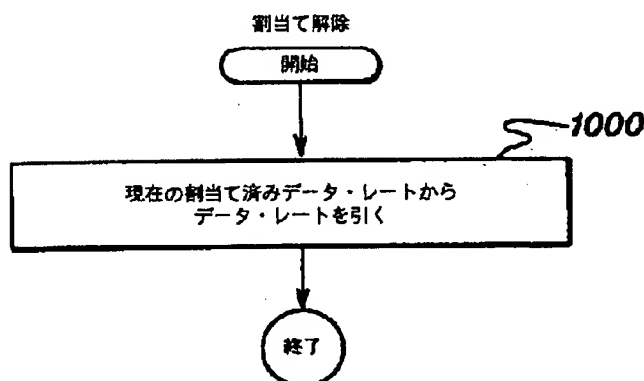 割当て解除
開始
1000
現在の割当て済みデータ・レートから
データ・レートを引く
終了